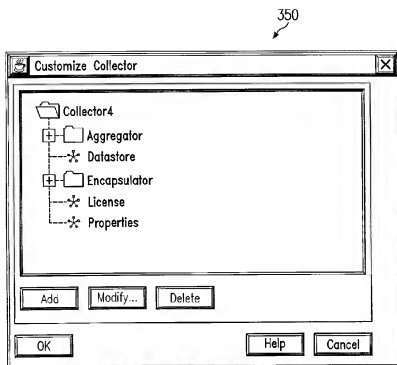 350
Customize Collector
Collector4
Aggregator
Datastore
Encapsulator
License
Properties
Add Modify... Delete
OK Help Cancel